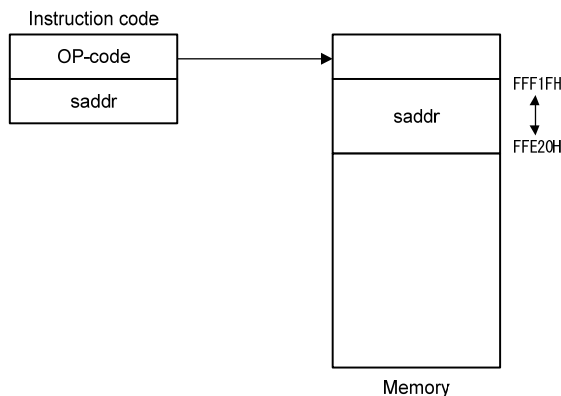 Instruction code
OP-code
saddr
FFF1FH
saddr
FFE20H
Memory